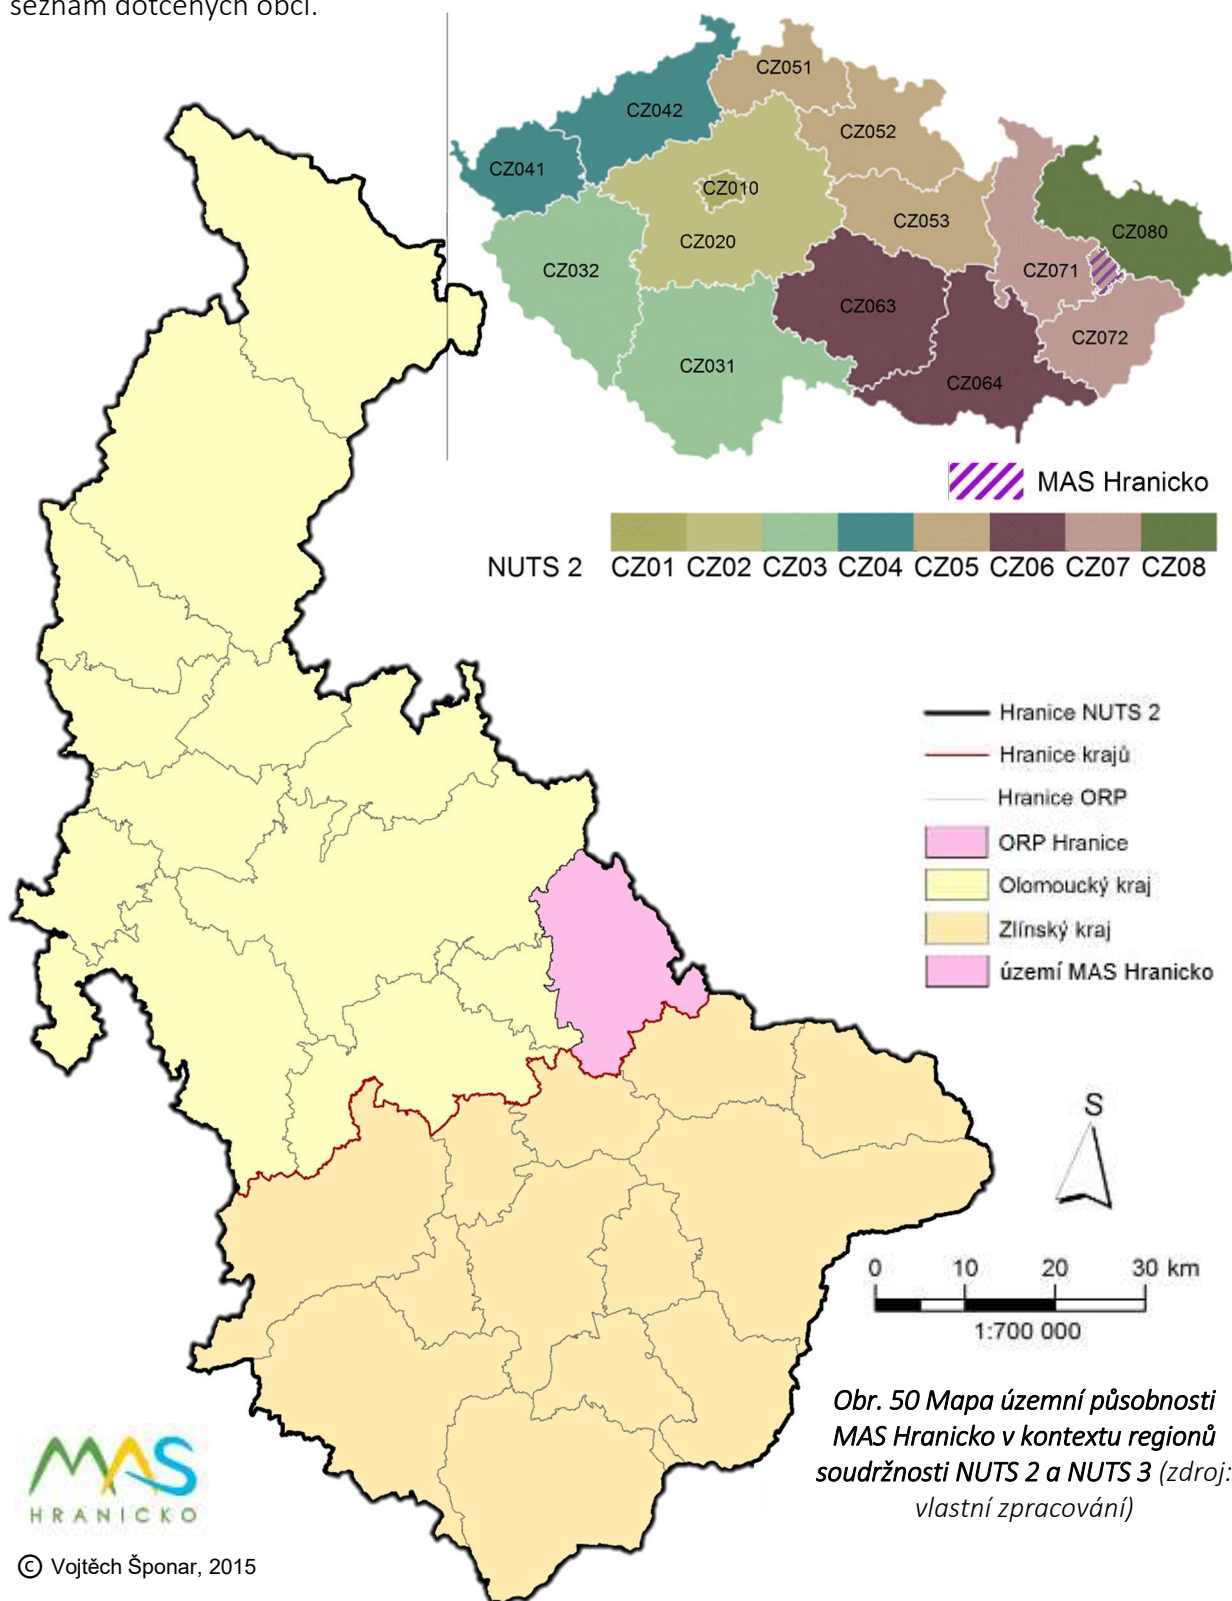 seznam dotčených obcí.
CZ051
CZ042
CZ052
CZ041
CZ010
CZ053
CZ020
CZ080
CZ032
CZ071
CZ063
CZ072
CZ031
CZ064
MAS Hranicko
NUTS 2 CZ01 CZ02 CZ03 CZ04 CZ05 CZ06 CZ07 CZ08
Hranice NUTS 2
Hranice krajů
Hranice ORP
ORP Hranice
Olomoucký kraj
Zlínský kraj
území MAS Hranicko
S
0 10 20 30 km
1:700 000
Obr. 50 Mapa územní působnosti
MAS Hranicko v kontextu regionů
soudržnosti NUTS 2 a NUTS 3 (zdroj:
vlastní zpracování)
MAS
HRANICKO
© Vojtěch Šponar, 2015